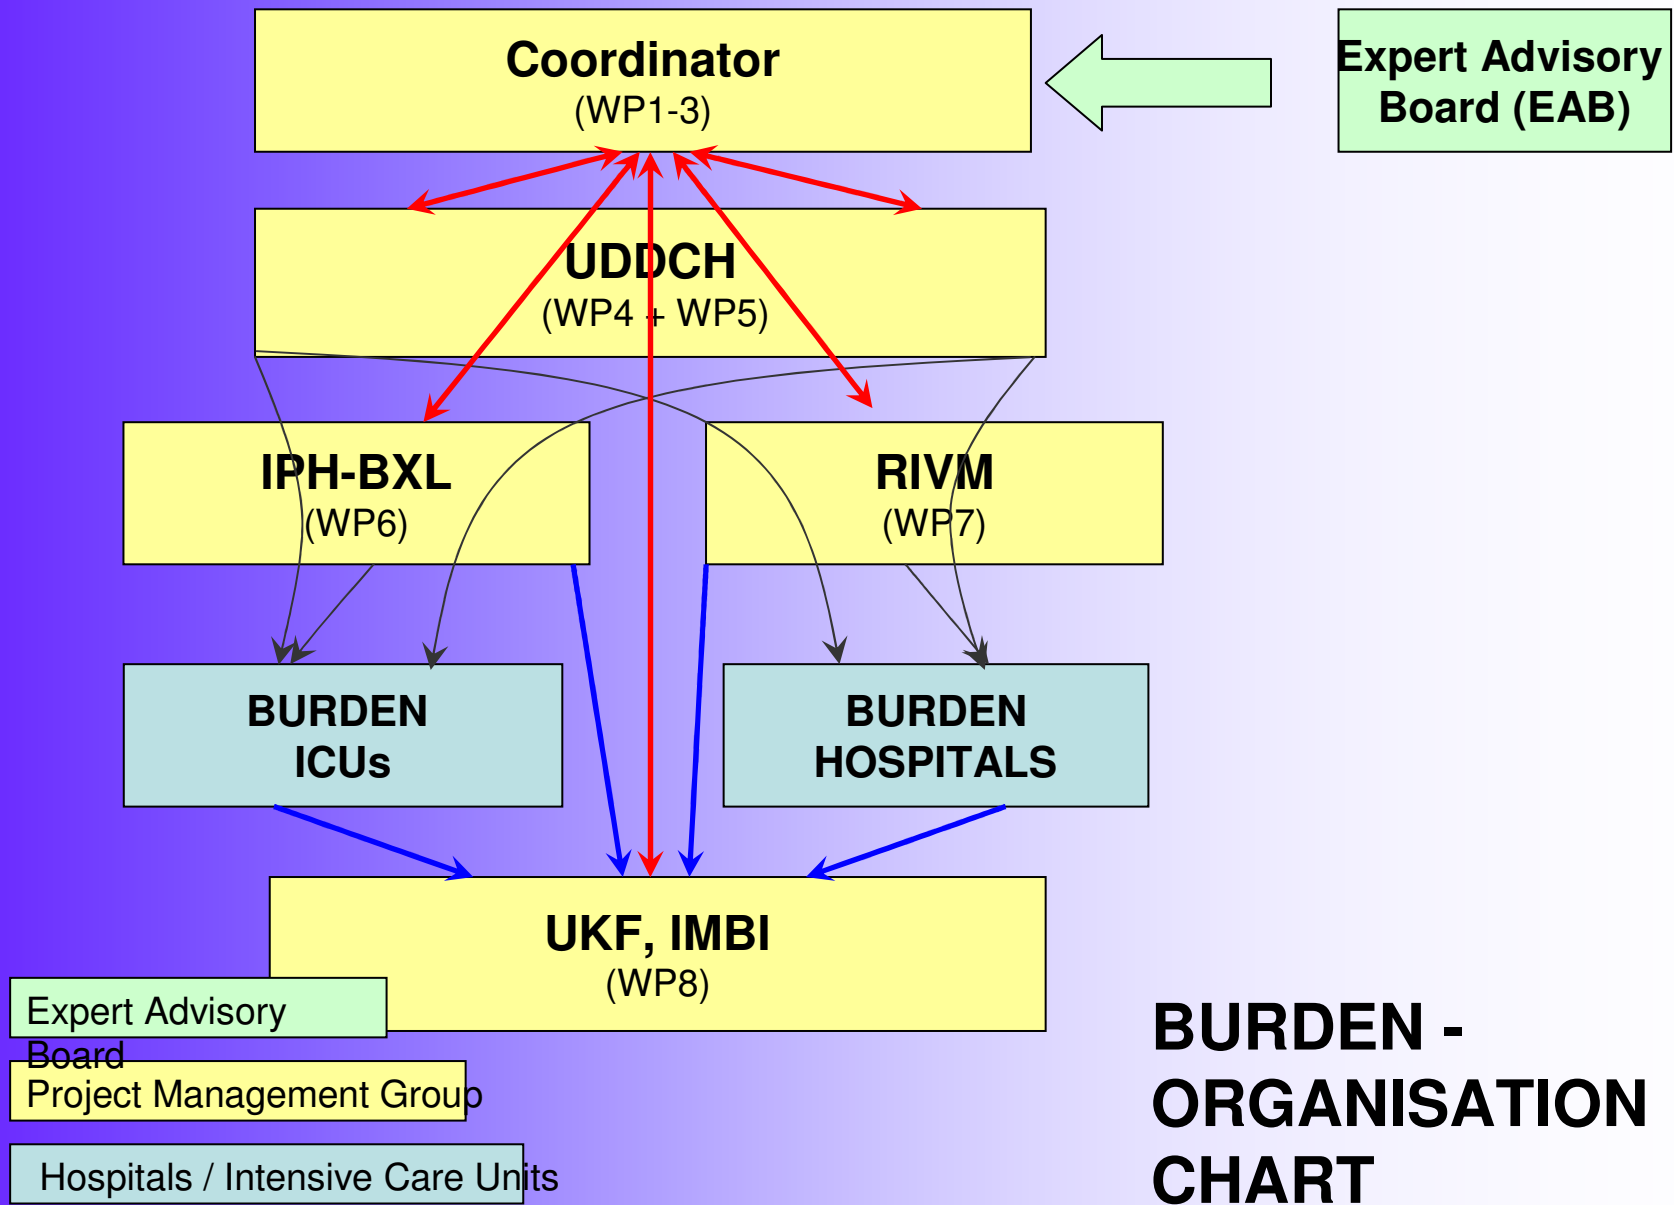 Coordinator
(WP1-3)
Expert Advisory
Board (EAB)
UDDCH
(WP4 + WP5)
IPH-BXL
(WP6)
RIVM
(WP7)
BURDEN
ICUs
BURDEN
HOSPITALS
UKF, IMBI
(WP8)
Expert Advisory
Board
Project Management Group
Hospitals / Intensive Care Units
BURDEN -
ORGANISATION
CHART